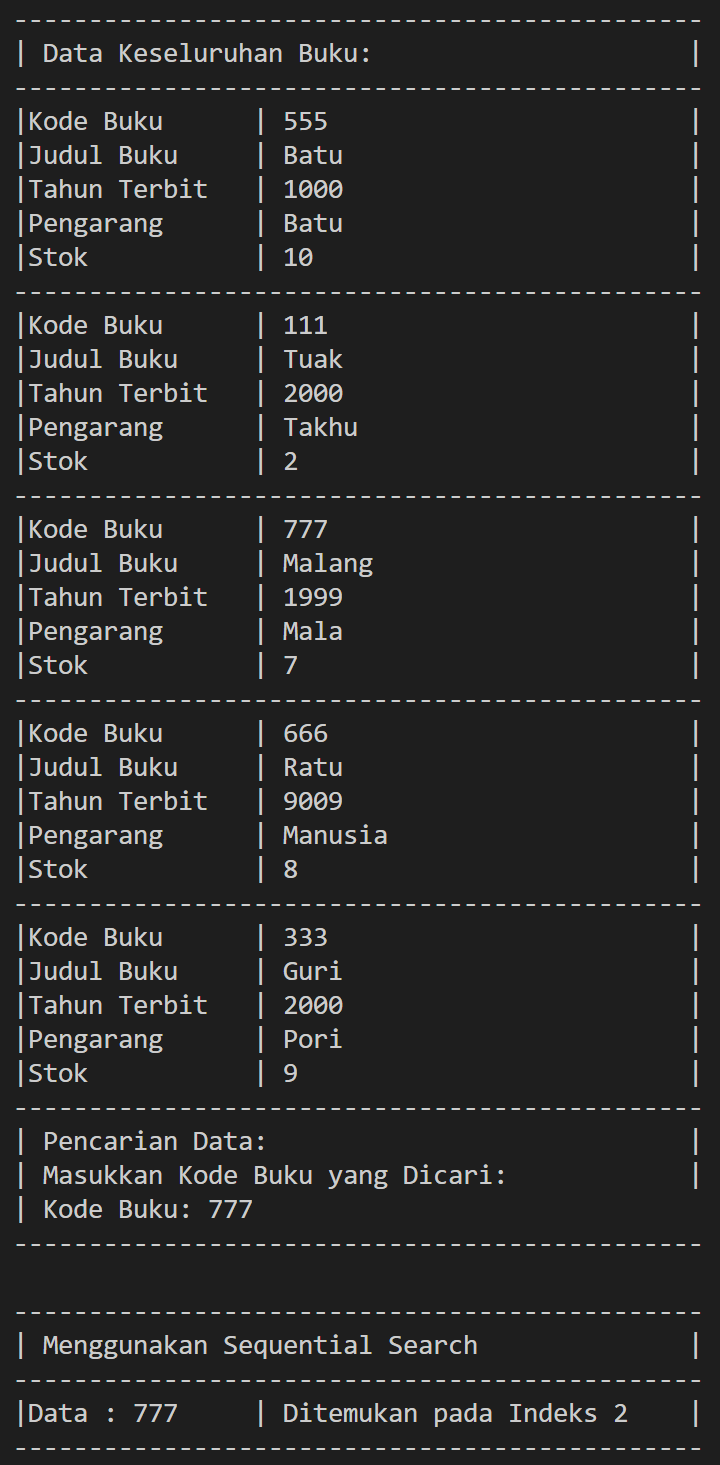 ----------------------------------------------
| Data Keseluruhan Buku:                     |
----------------------------------------------
|Kode Buku      | 555                        |
|Judul Buku     | Batu                       |
|Tahun Terbit   | 1000                       |
|Pengarang      | Batu                       |
|Stok           | 10                         |
----------------------------------------------
|Kode Buku      | 111                        |
|Judul Buku     | Tuak                       |
|Tahun Terbit   | 2000                       |
|Pengarang      | Takhu                      |
|Stok           | 2                          |
----------------------------------------------
|Kode Buku      | 777                        |
|Judul Buku     | Malang                     |
|Tahun Terbit   | 1999                       |
|Pengarang      | Mala                       |
|Stok           | 7                          |
----------------------------------------------
|Kode Buku      | 666                        |
|Judul Buku     | Ratu                       |
|Tahun Terbit   | 9009                       |
|Pengarang      | Manusia                    |
|Stok           | 8                          |
----------------------------------------------
|Kode Buku      | 333                        |
|Judul Buku     | Guri                       |
|Tahun Terbit   | 2000                       |
|Pengarang      | Pori                       |
|Stok           | 9                          |
----------------------------------------------
| Pencarian Data:                            |
| Masukkan Kode Buku yang Dicari:            |
| Kode Buku: 777
----------------------------------------------

----------------------------------------------
| Menggunakan Sequential Search              |
----------------------------------------------
|Data : 777     | Ditemukan pada Indeks 2    |
----------------------------------------------